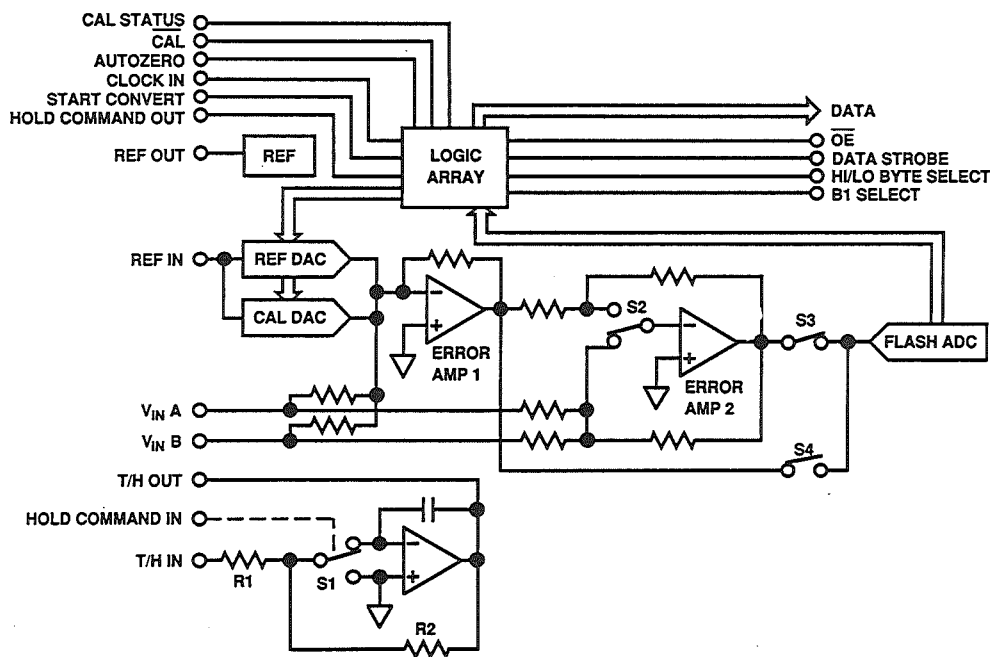 CAL STATUS
CAL
AUTOZERO
CLOCK IN
START CONVERT
HOLD COMMAND OUT
REF OUT
REF
LOGIC
ARRAY
DATA
OE
DATA STROBE
HI/LO BYTE SELECT
B1 SELECT
REF IN
REF DAC
CAL DAC
ERROR
AMP 1
S2
ERROR
AMP 2
S3
FLASH ADC
VIN A
VIN B
S4
T/H OUT
HOLD COMMAND IN
T/H IN
R1
S1
R2